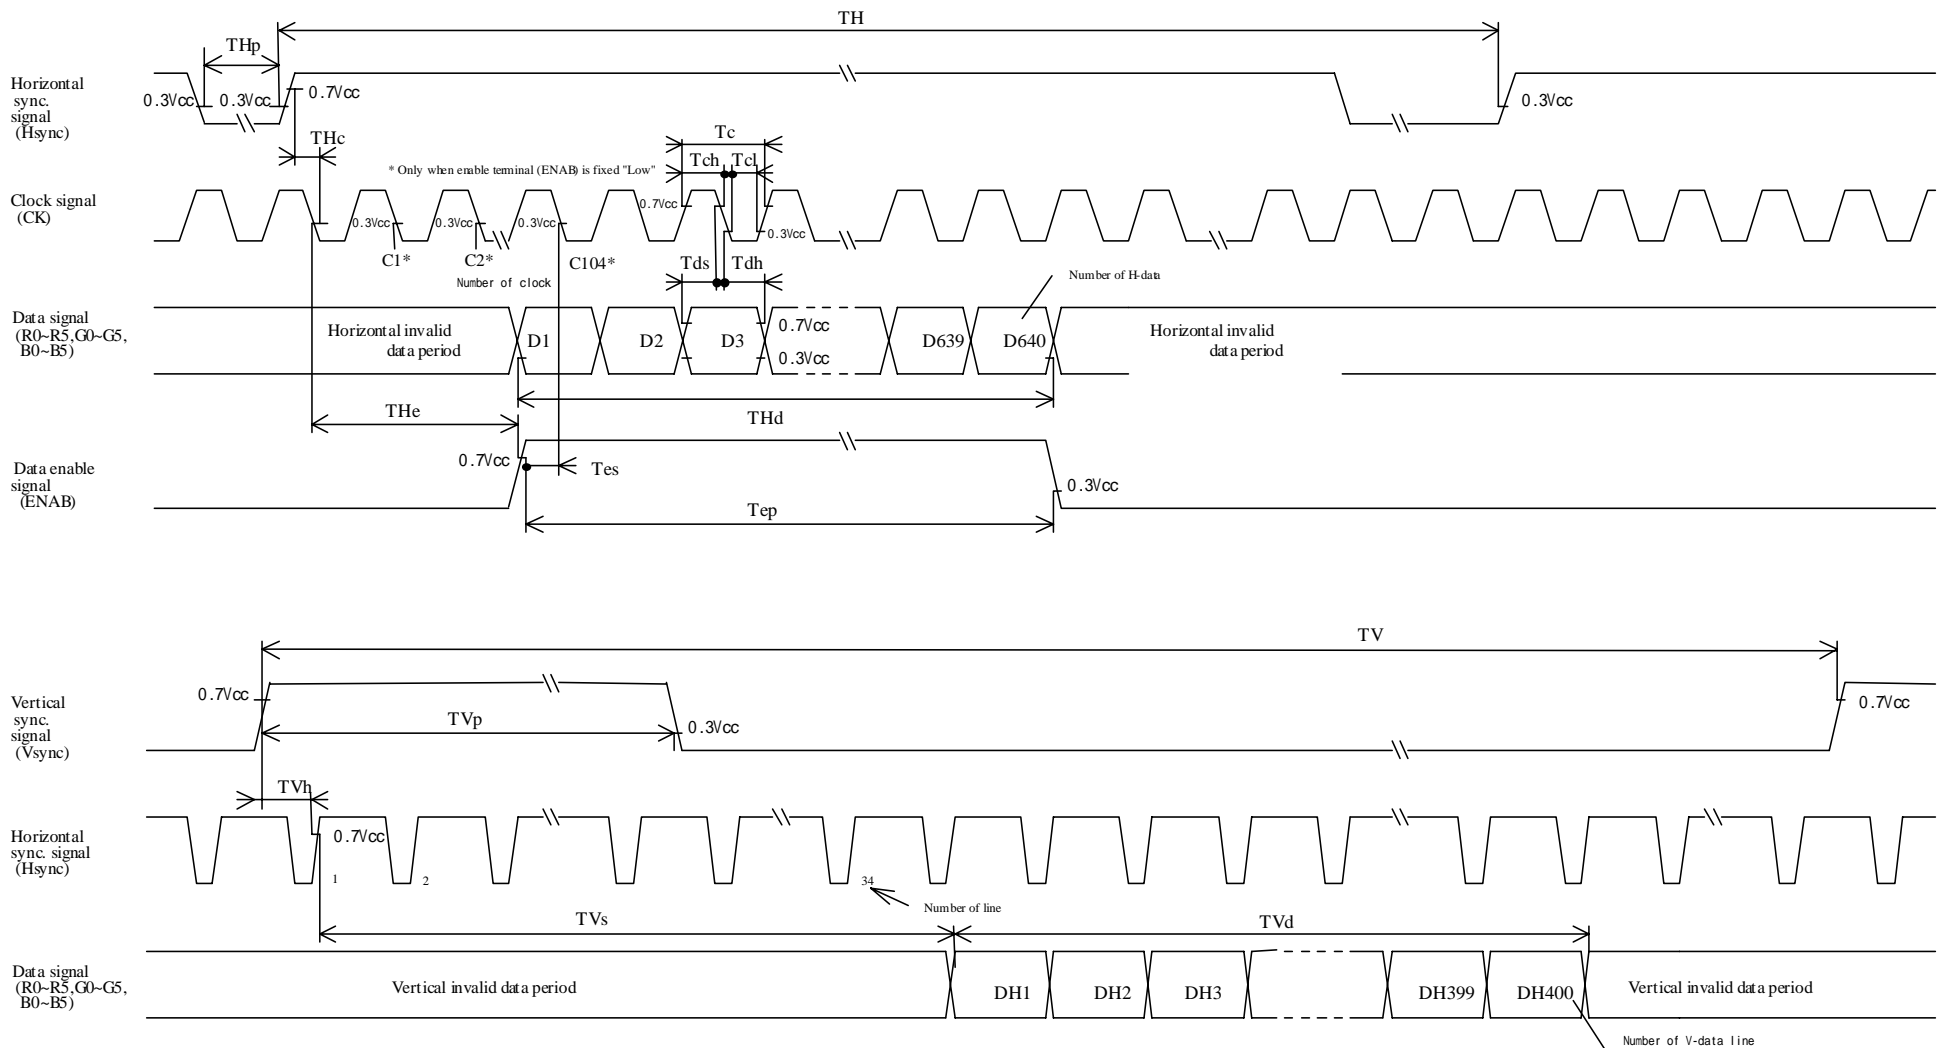 TH
THp
Horizontal
sync.
signal
(Hsync)
0.3Vcc
0.3Vcc
0.7Vcc
0.3Vcc
THc
Tc
* Only when enable terminal (ENAB) is fixed "Low"
Tch
Tcl
Clock signal
(CK)
0.3Vcc
0.3Vcc
0.3Vcc
0.7Vcc
0.3Vcc
C1*
C2*
C104*
Number of clock
Tds
Tdh
Number of H-data
Data signal
(R0~R5,G0~G5,
B0~B5)
Horizontal invalid
data period
D1
D2
D3
0.7Vcc
0.3Vcc
D639
D640
Horizontal invalid
data period
THe
THd
Data enable
signal
(ENAB)
0.7Vcc
Tes
0.3Vcc
Tep
TV
Vertical
sync.
signal
(Vsync)
0.7Vcc
TVp
0.3Vcc
0.7Vcc
TVh
Horizontal
sync. signal
(Hsync)
0.7Vcc
1
2
34
Number of line
TVs
TVd
Data signal
(R0~R5,G0~G5,
B0~B5)
Vertical invalid data period
DH1
DH2
DH3
DH399
DH400
Vertical invalid data period
Number of V-data line